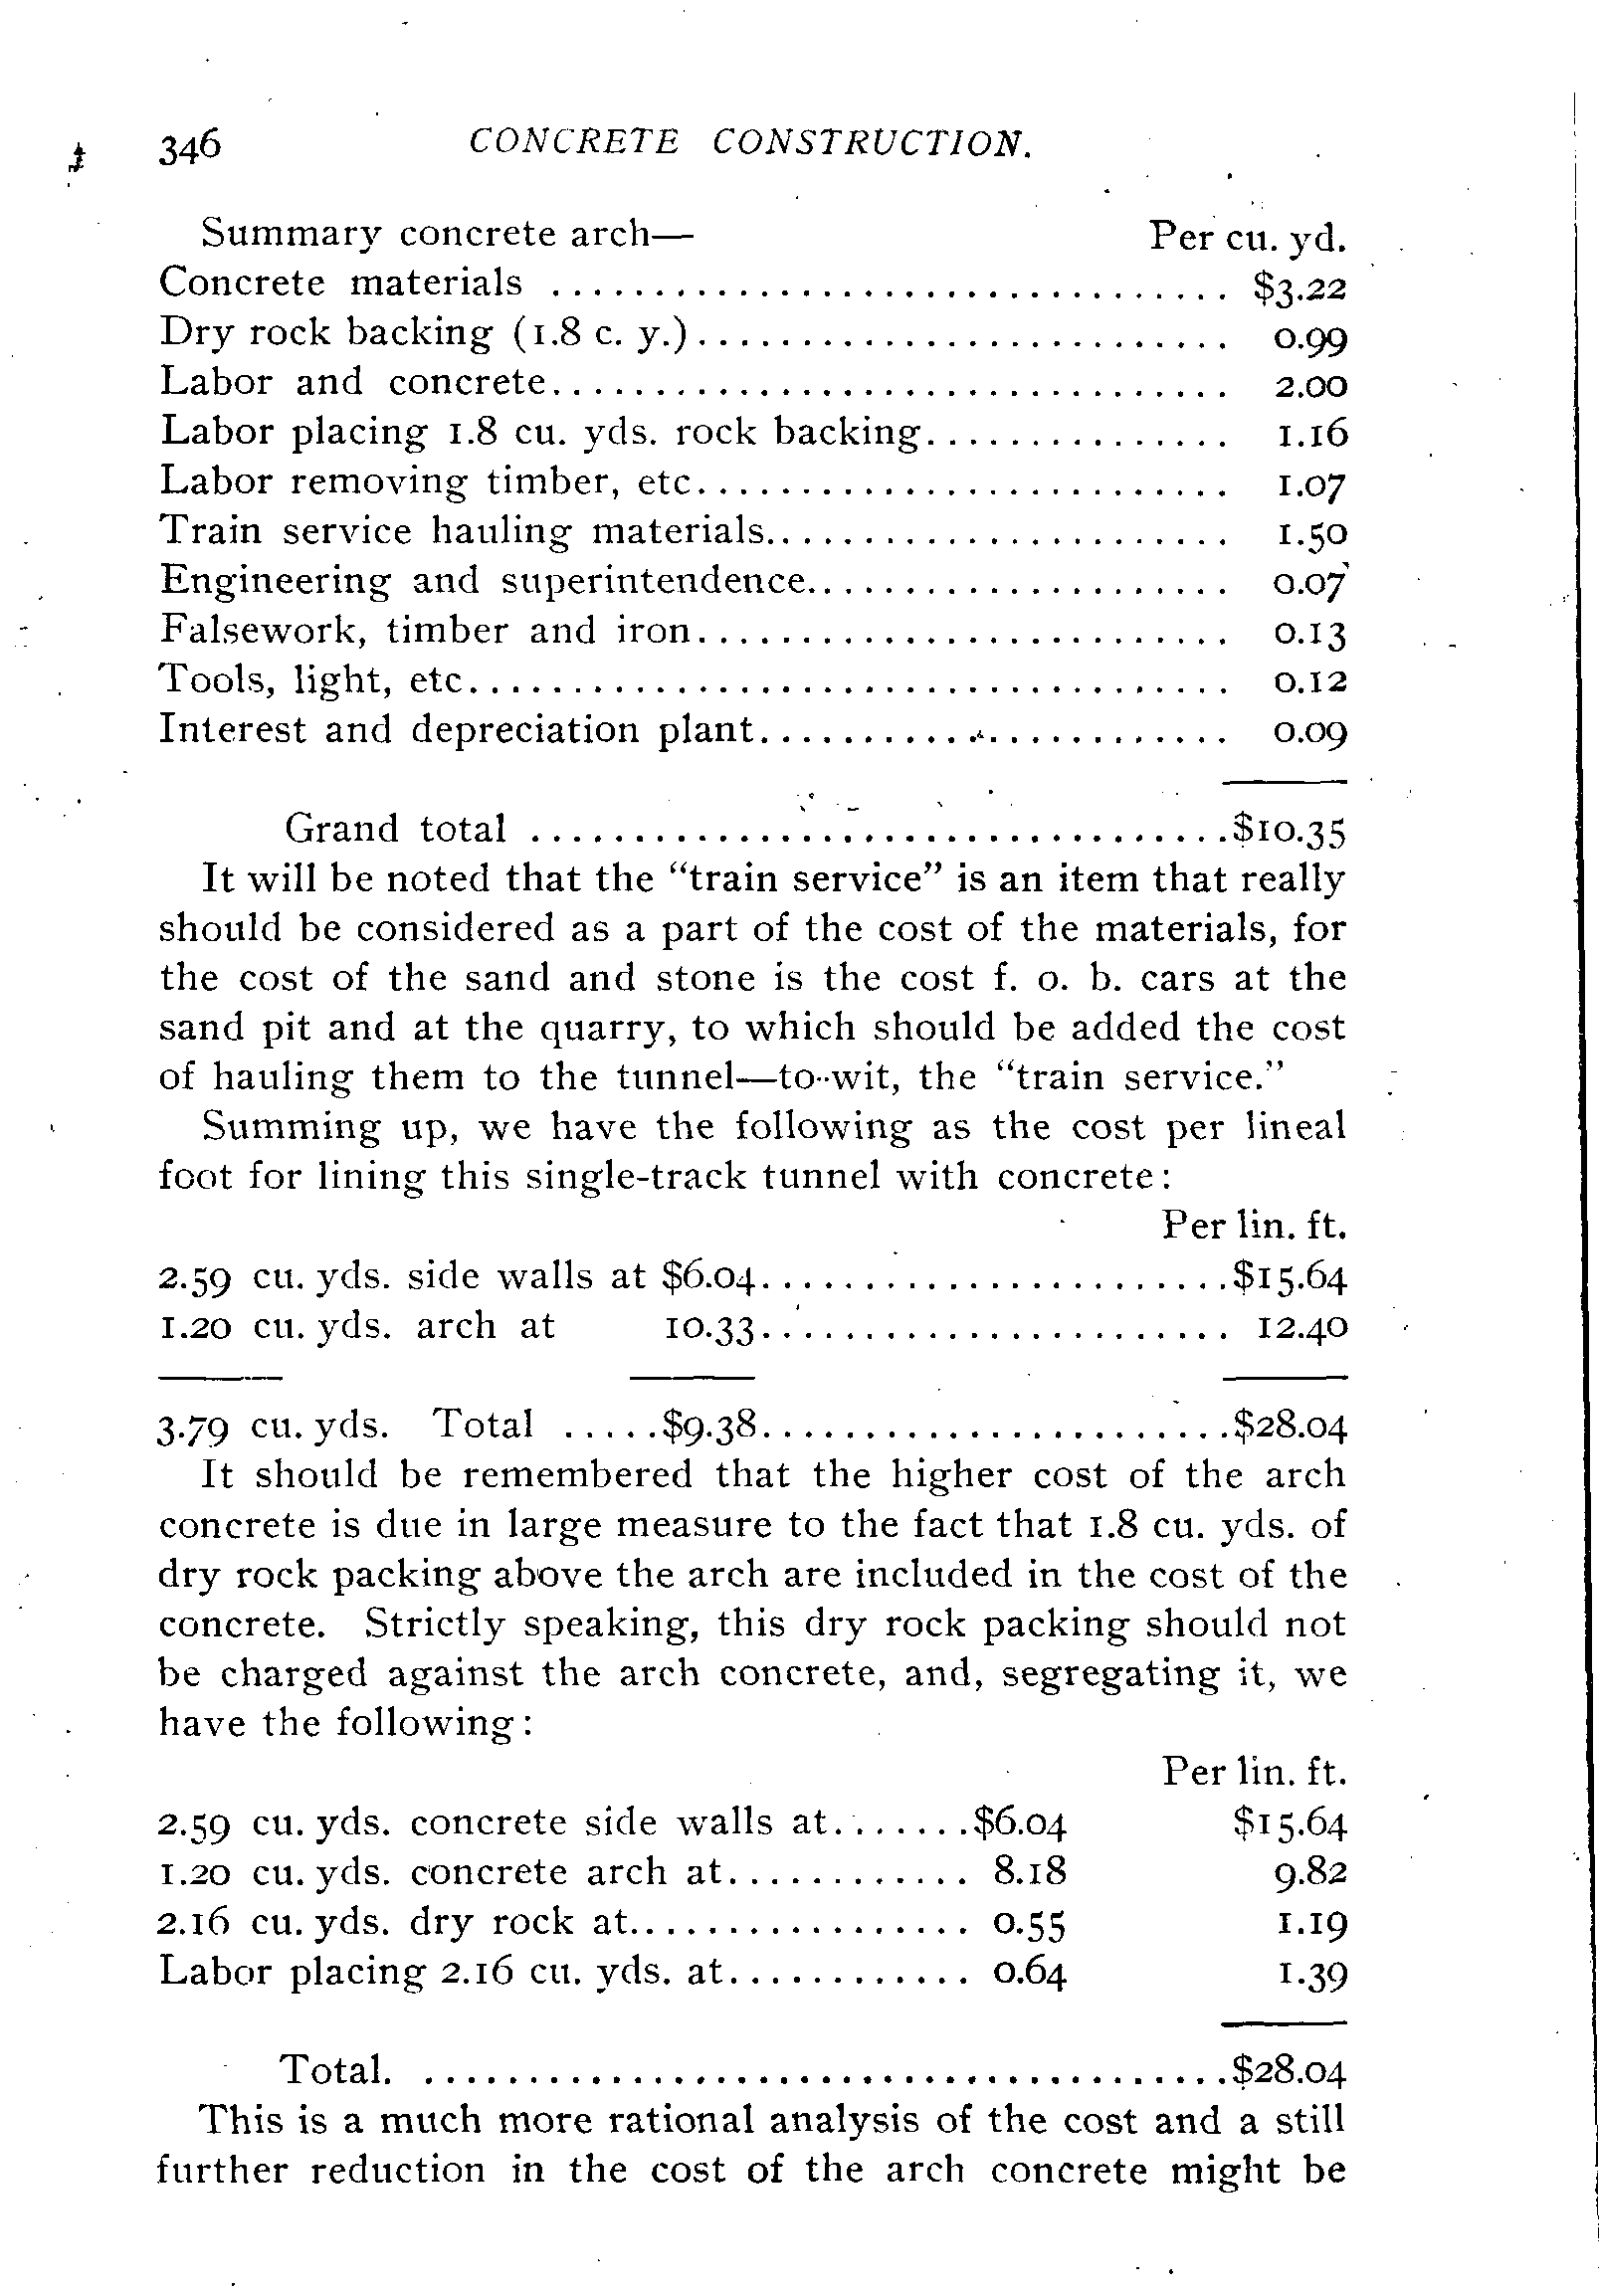 346 CONCRETE CONSTRUCTION.
Summary concrete arch— Per cu. yd.
Concrete materials ................................. $3.22
Dry rock backing (1.8 c. y.).......................... 0.99
Labor and concrete................................. 2.00
Labor placing 1.8 cu. yds. rock backing............... 1.16
Labor removing timber, etc.......................... 1.07
Train service hauling materials....................... 1.50
Engineering and superintendence..................... 0.07
Falsework, timber and iron.......................... 0.13
Tools, light, etc..................................... 0.12
Interest and depreciation plant....................... 0.09
Grand total ..................................$10.35
It will be noted that the "train service" is an item that really
should be considered as a part of the cost of the materials, for
the cost of the sand and stone is the cost f. o. b. cars at the
sand pit and at the quarry, to which should be added the cost
of hauling them to the tunnel—to-wit, the "train service."
Summing up, we have the following as the cost per lineal
foot for lining this single-track tunnel with concrete:
Per lin. ft.
2.59 cu. yds. side walls at $6.04.......................$15.64
1.20 cu. yds. arch at 10.33....................... 12.40
3.79 cu. yds. Total .....$9.38.......................$28.04
It should be remembered that the higher cost of the arch
concrete is due in large measure to the fact that 1.8 cu. yds. of
dry rock packing above the arch are included in the cost of the
concrete. Strictly speaking, this dry rock packing should not
be charged against the arch concrete, and, segregating it, we
have the following:
Per lin. ft.
2.59 cu. yds. concrete side walls at.......$6.04 $15.64
1.20 cu. yds. concrete arch at............ 8.18 9.82
2.16 cu. yds. dry rock at................. 0.55 1.19
Labor placing 2.16 cu. yds. at............ 0.64 1.39
Total. .......................................$28.04
This is a much more rational analysis of the cost and a still
further reduction in the cost of the arch concrete might be